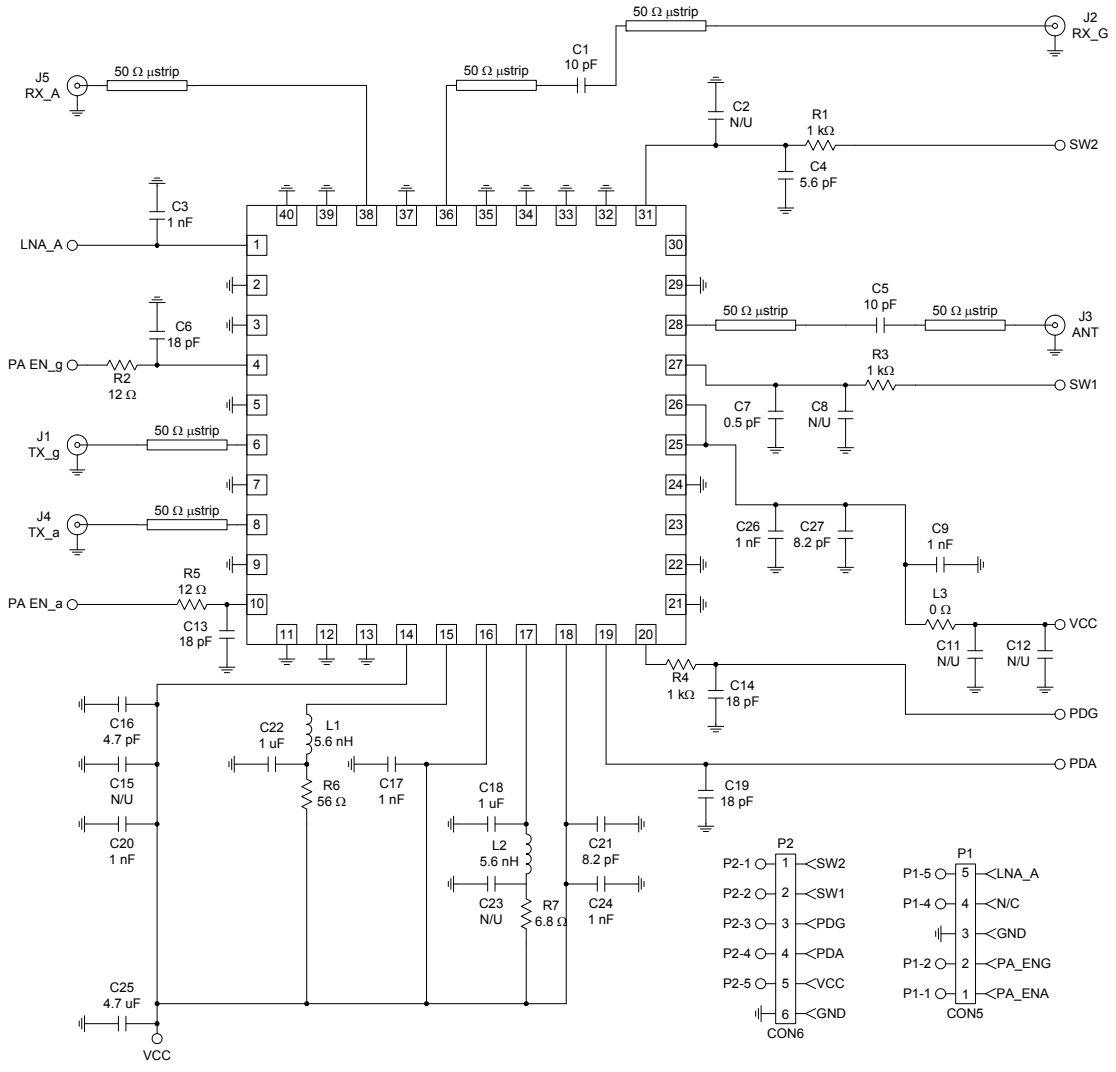 50 Ω μstrip
J2
RX_G
C1
10 pF
J5
RX_A
50 Ω μstrip
50 Ω μstrip
C2
N/U
R1
1 kΩ
SW2
C4
5.6 pF
C3
1 nF
LNA_A
40
39
38
37
36
35
34
33
32
31
1
30
2
29
3
28
50 Ω μstrip
C5
10 pF
50 Ω μstrip
J3
ANT
C6
18 pF
PA EN_g
R2
12 Ω
4
27
R3
1 kΩ
SW1
5
26
C7
0.5 pF
C8
N/U
J1
TX_g
50 Ω μstrip
6
25
7
24
J4
TX_a
50 Ω μstrip
8
23
C26
1 nF
C27
8.2 pF
C9
1 nF
9
22
R5
12 Ω
PA EN_a
10
21
L3
0 Ω
VCC
C13
18 pF
11
12
13
14
15
16
17
18
19
20
C11
N/U
C12
N/U
R4
1 kΩ
C14
18 pF
PDG
C16
4.7 pF
C22
1 uF
L1
5.6 nH
PDA
C15
N/U
R6
56 Ω
C17
1 nF
C18
1 uF
C19
18 pF
C20
1 nF
L2
5.6 nH
C21
8.2 pF
C23
N/U
R7
6.8 Ω
C24
1 nF
P2
P2-1 1 SW2
P2-2 2 SW1
P2-3 3 PDG
P2-4 4 PDA
P2-5 5 VCC
6 GND
CON6
P1
P1-5 5 LNA_A
P1-4 4 N/C
3 GND
P1-2 2 PA_ENG
P1-1 1 PA_ENA
CON5
C25
4.7 uF
VCC